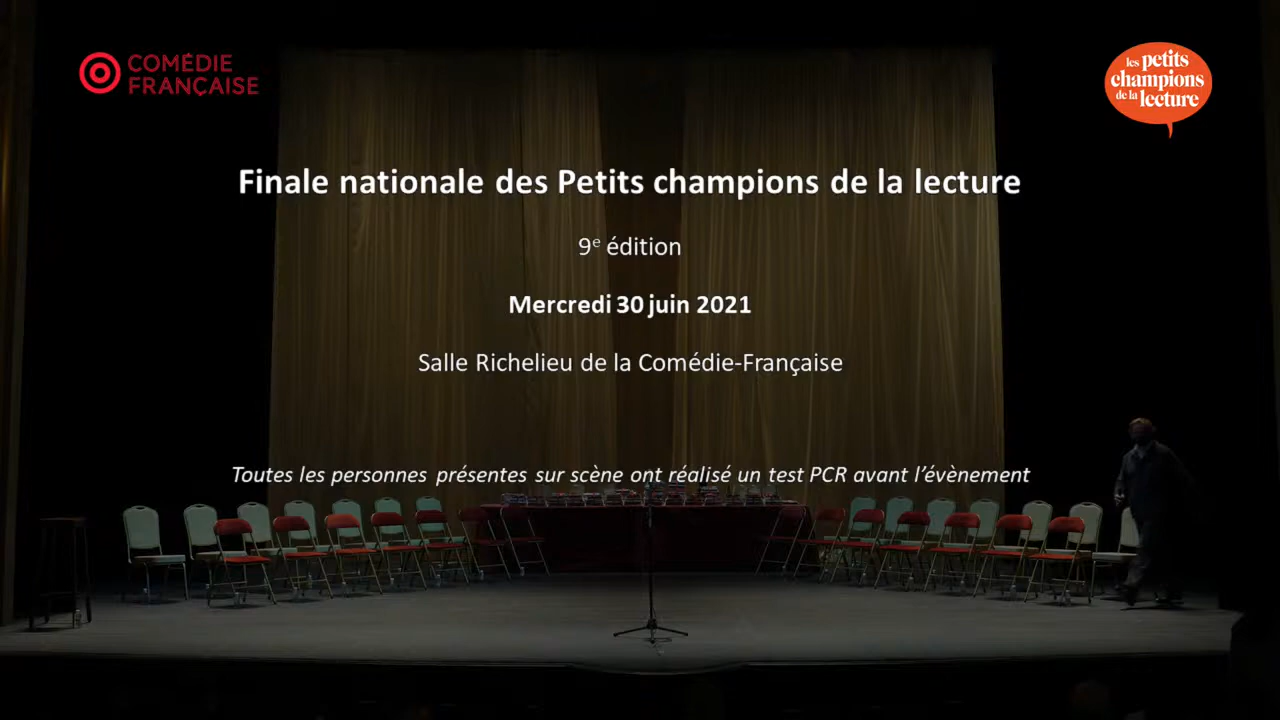 COMÉDIE
FRANÇAISE
les petits
champions
de la lecture
Finale nationale des Petits champions de la lecture
9e édition
Mercredi 30 juin 2021
Salle Richelieu de la Comédie-Française
Toutes les personnes présentes sur scène ont réalisé un test PCR avant l’évènement